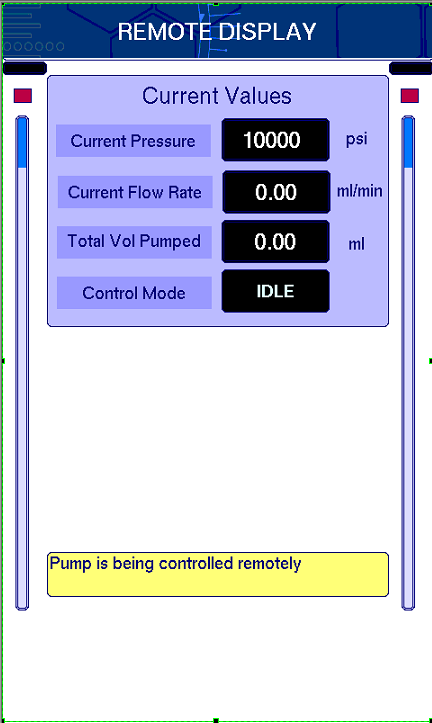 REMOTE DISPLAY
Current Values
Current Pressure 10000 psi
Current Flow Rate 0.00 ml/min
Total Vol Pumped 0.00 ml
Control Mode IDLE
Pump is being controlled remotely